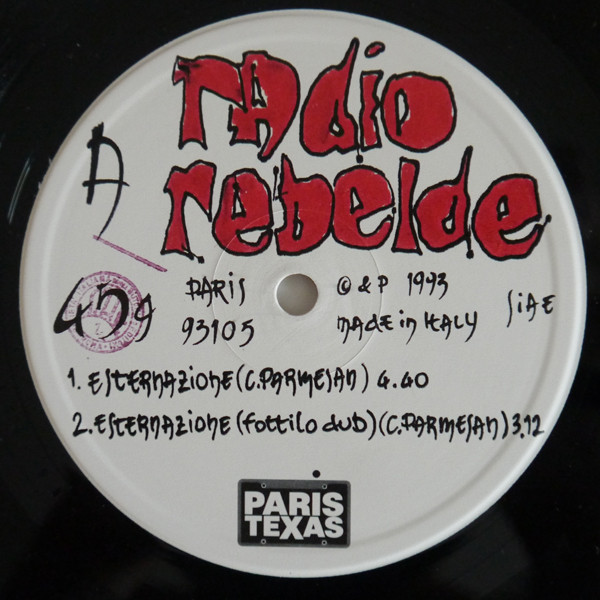 radio
rebelde
A
45g
PARIS
93105
© & P 1993
MADE in ITALY
SIAE
1. ESTERNAZIONE (C. PARMESAN) 4.40
2. ESTERNAZIONE (fottilo dub) (C. PARMESAN) 3.12
PARIS
TEXAS